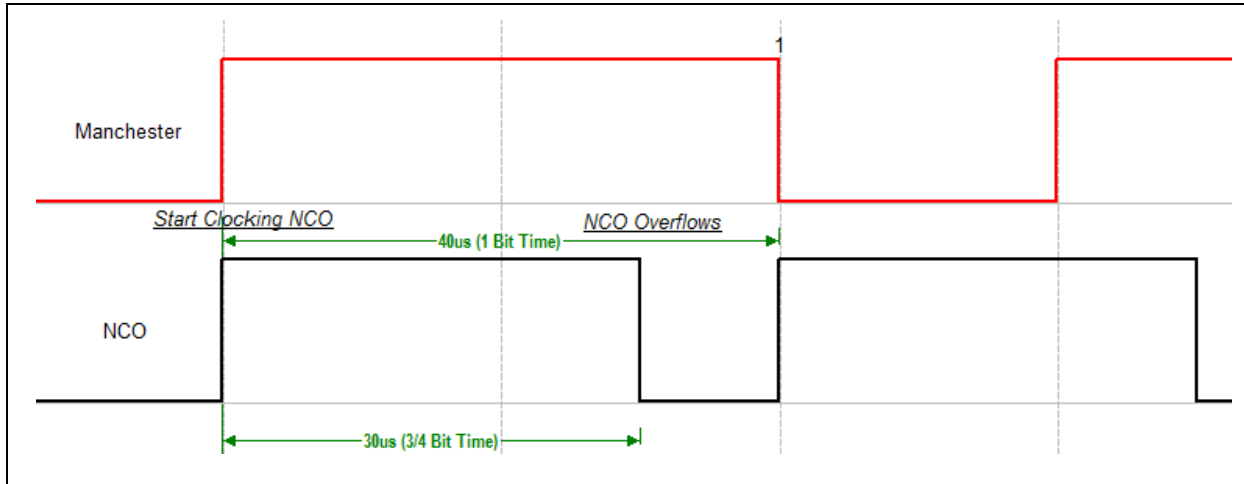 1
Manchester
Start Clocking NCO
NCO Overflows
40us (1 Bit Time)
NCO
30us (3/4 Bit Time)